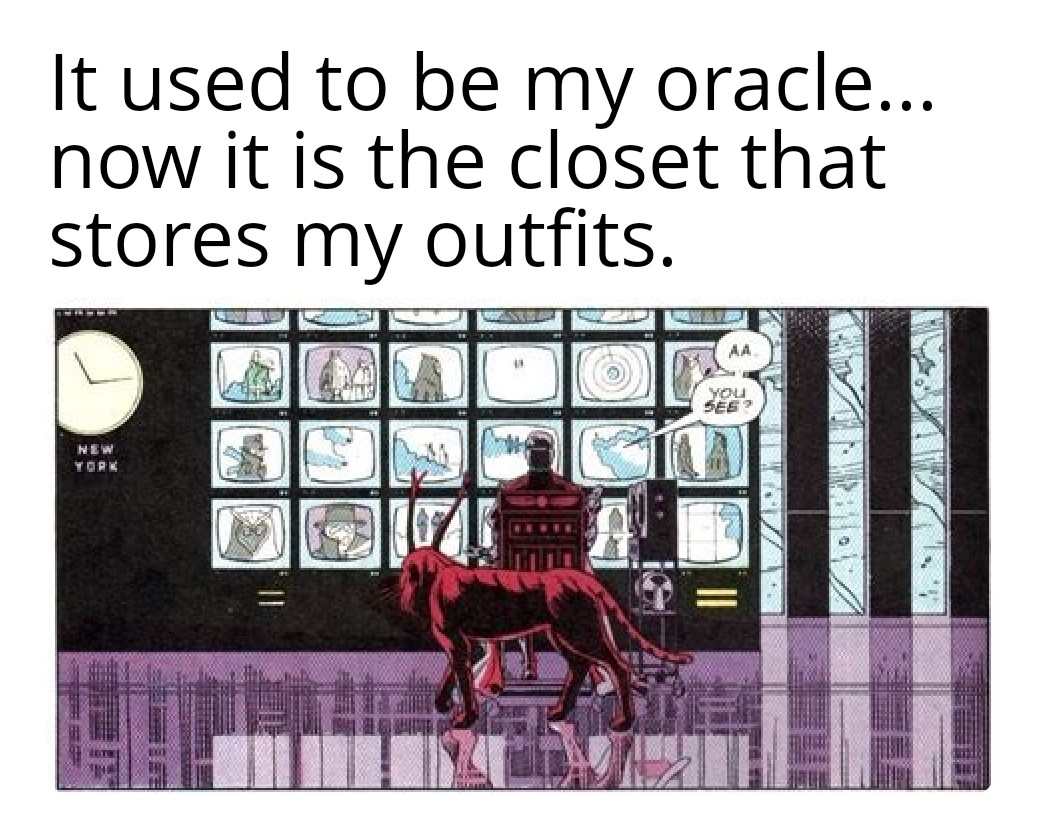 It used to be my oracle...
now it is the closet that
stores my outfits.
AA.
YOU
SEE?
NEW
YORK